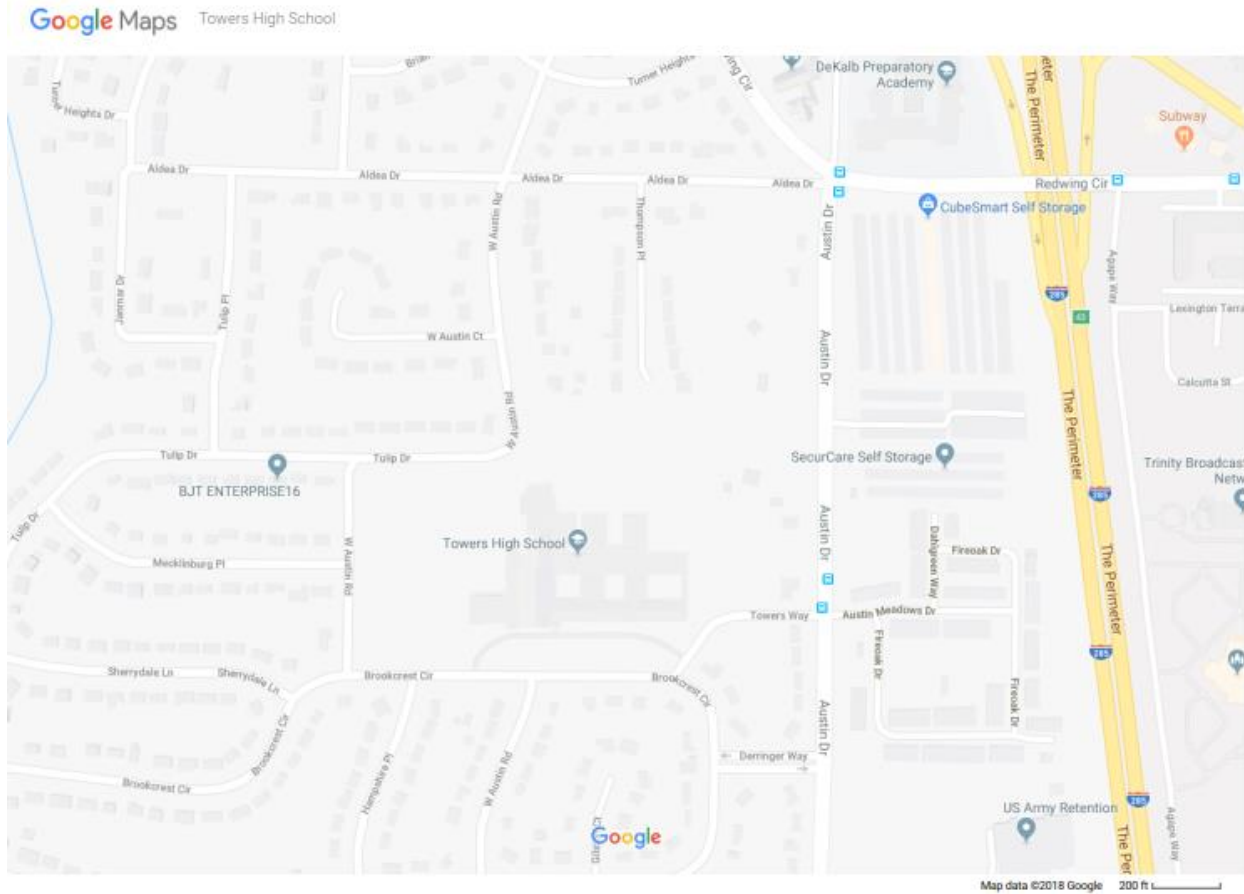 Google Maps Towers High School
Turner Heights Dr
Turner Heights
DeKalb Preparatory
Academy
The Perimeter
Subway
Aldea Dr
Aldea Dr
Aldea Dr
Aldea Dr
Redwing Cir
CubeSmart Self Storage
W Austin Rd
Thompson Pl
Austin Dr
Agape Way
Janmar Dr
Tulip Pl
285
43
Lexington Terra
W Austin Ct
Austin Dr
Calcutta St
The Perimeter
W Austin Rd
Tulip Dr
Tulip Dr
BJT ENTERPRISE16
SecurCare Self Storage
Trinity Broadcast
Netw
285
Tulip Dr
Towers High School
Austin Dr
Dahlgreen Way
Fireoak Dr
The Perimeter
Mecklinburg Pl
W Austin Rd
Towers Way
Austin Meadows Dr
285
Sherrydale Ln
Sherrydale Ln
Brookcrest Cir
Brookcrest Cir
Fireoak Dr
Fireoak Dr
Brookcrest Cir
Austin Dr
Derringer Way
Brookcrest Cir
Hampshire Pl
W Austin Rd
285
US Army Retention
Agape Way
Google
The Per
Map data ©2018 Google 200 ft